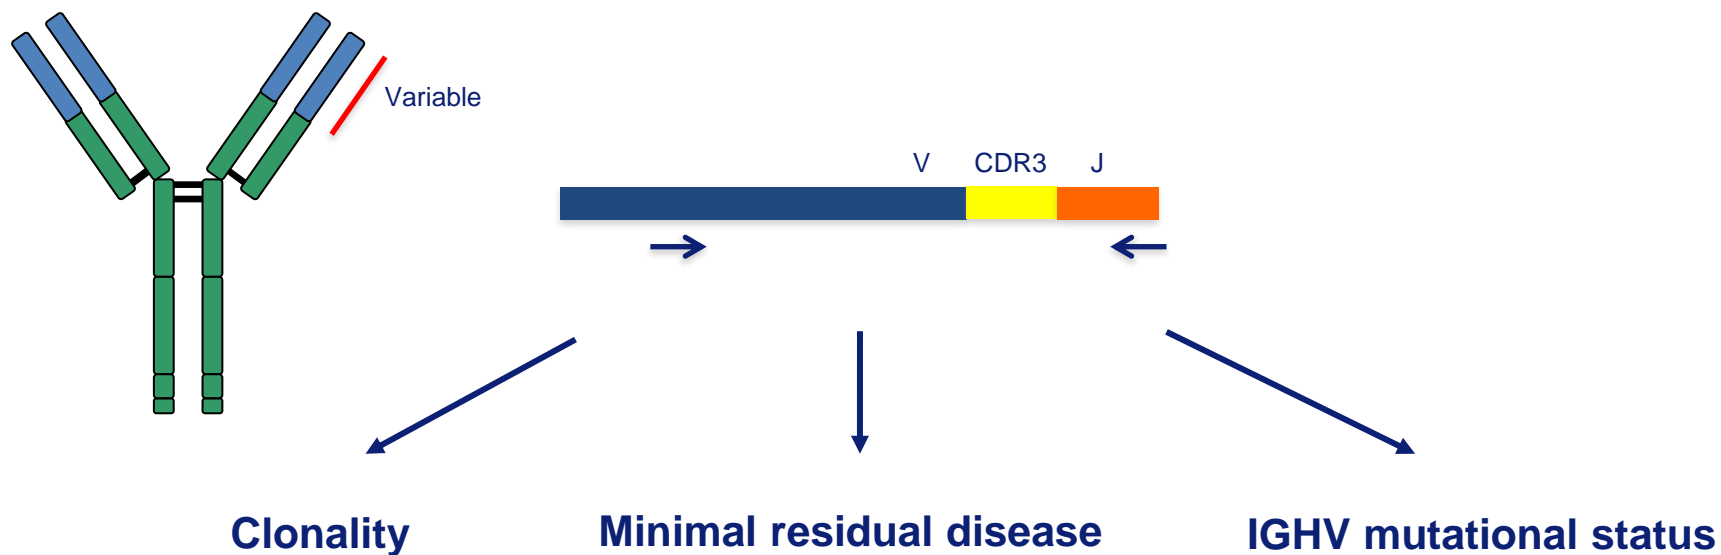 Variable
V CDR3 J
Clonality
Minimal residual disease
IGHV mutational status